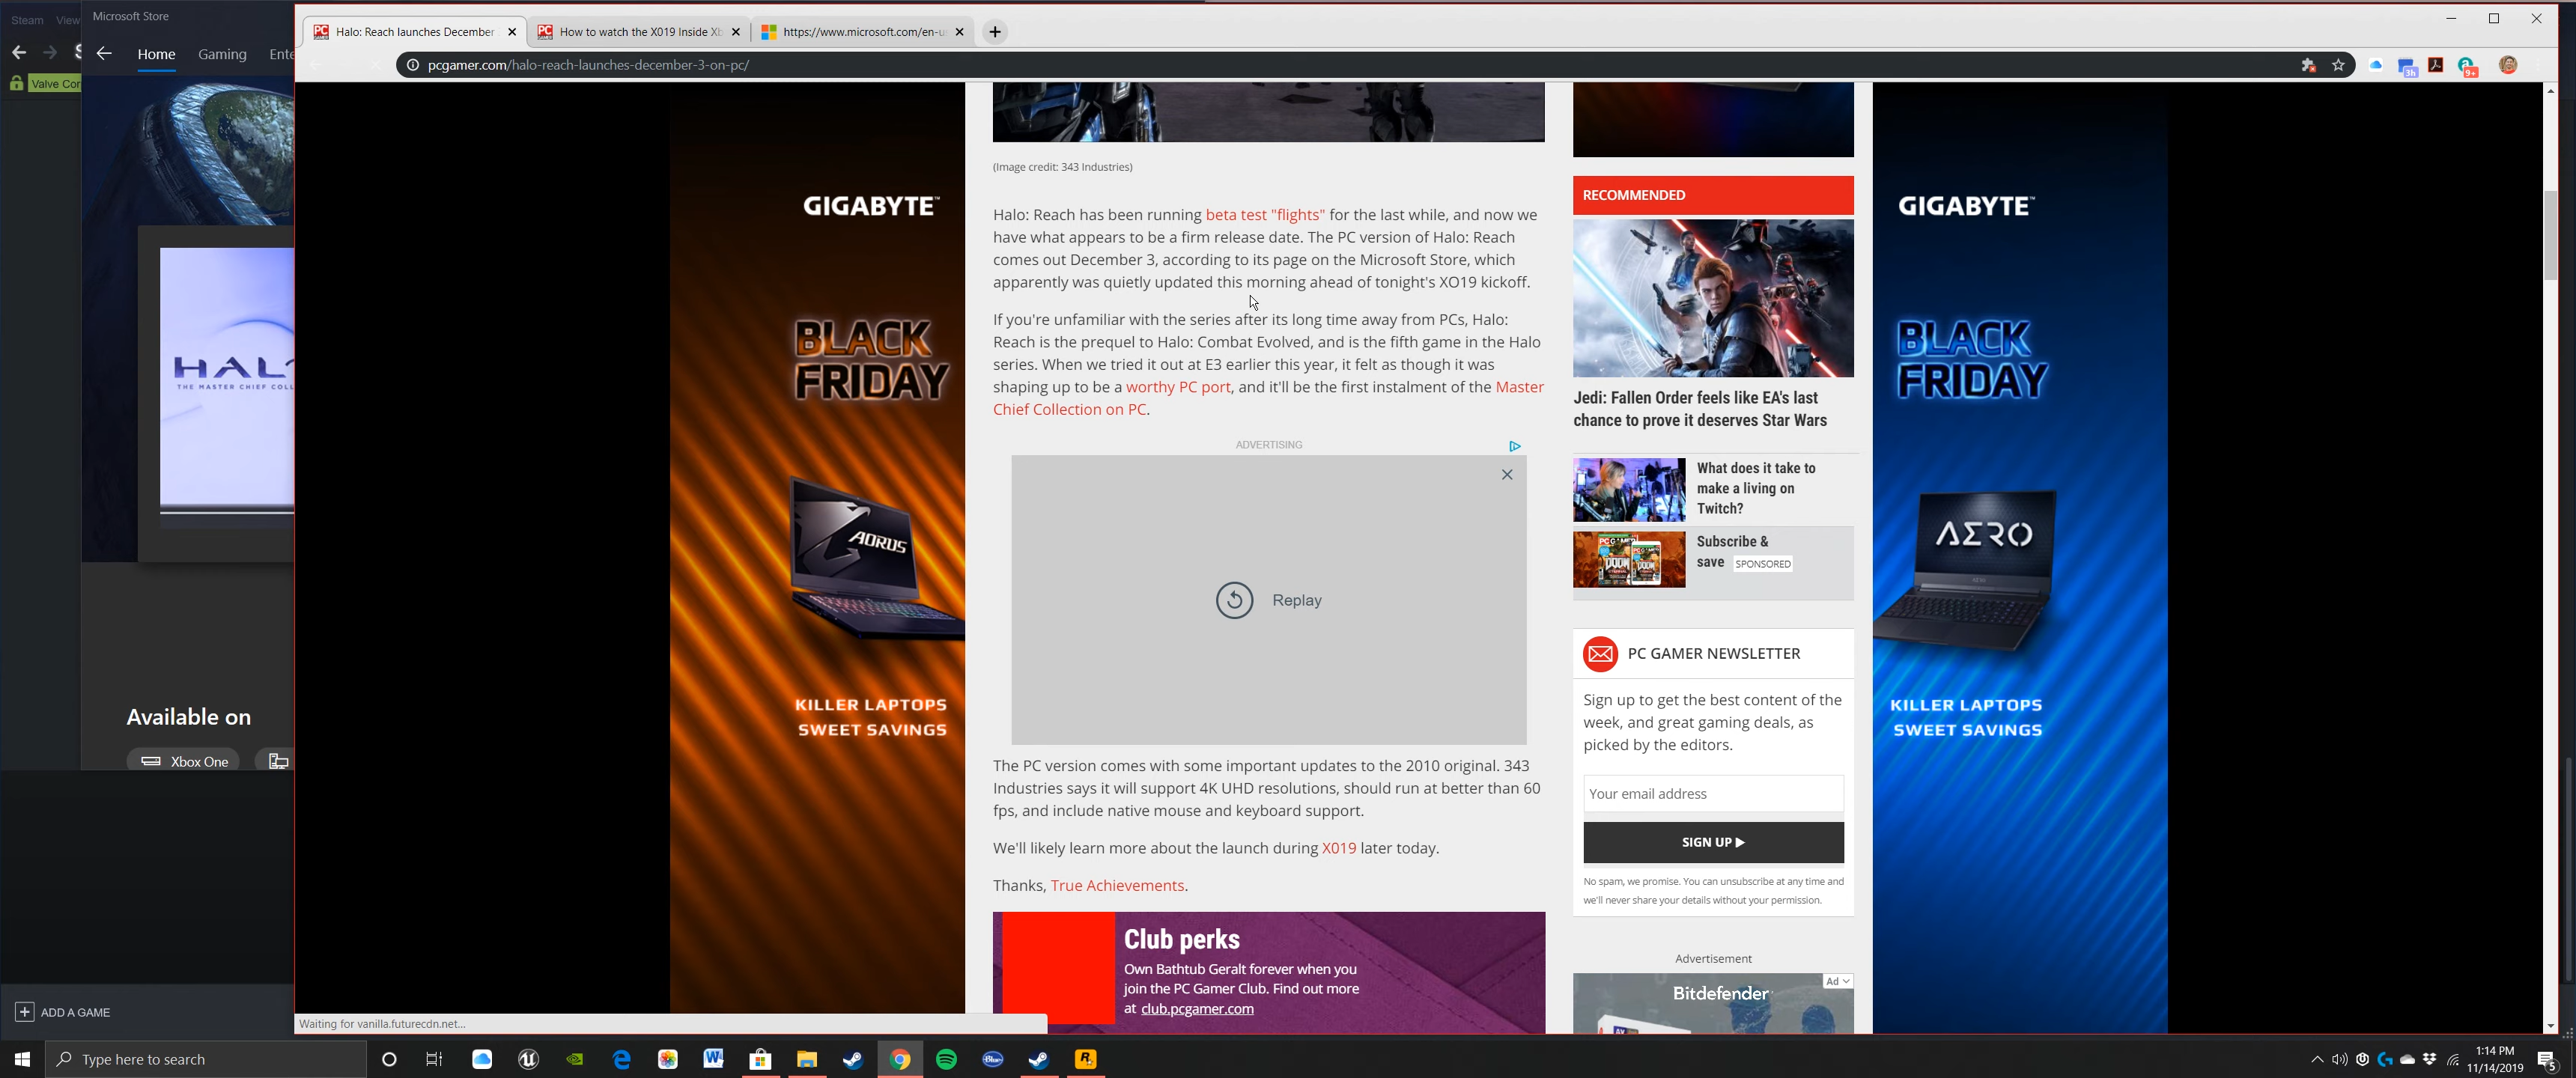 Steam View
Valve Cor
ADD A GAME
Microsoft Store
Home Gaming Ente
HALO
THE MASTER CHIEF COLL
Available on
Xbox One
Halo: Reach launches December
How to watch the X019 Inside Xb
https://www.microsoft.com/en-u
pcgamer.com/halo-reach-launches-december-3-on-pc/
3h
9+
GIGABYTE™
BLACK
FRIDAY
AORUS
KILLER LAPTOPS
SWEET SAVINGS
(Image credit: 343 Industries)
Halo: Reach has been running beta test "flights" for the last while, and now we
have what appears to be a firm release date. The PC version of Halo: Reach
comes out December 3, according to its page on the Microsoft Store, which
apparently was quietly updated this morning ahead of tonight's XO19 kickoff.
If you're unfamiliar with the series after its long time away from PCs, Halo:
Reach is the prequel to Halo: Combat Evolved, and is the fifth game in the Halo
series. When we tried it out at E3 earlier this year, it felt as though it was
shaping up to be a worthy PC port, and it'll be the first instalment of the Master
Chief Collection on PC.
ADVERTISING
Replay
The PC version comes with some important updates to the 2010 original. 343
Industries says it will support 4K UHD resolutions, should run at better than 60
fps, and include native mouse and keyboard support.
We'll likely learn more about the launch during X019 later today.
Thanks, True Achievements.
Club perks
Own Bathtub Geralt forever when you
join the PC Gamer Club. Find out more
at club.pcgamer.com
RECOMMENDED
Jedi: Fallen Order feels like EA's last
chance to prove it deserves Star Wars
What does it take to
make a living on
Twitch?
PC GAMER
DOOM
Subscribe &
save SPONSORED
PC GAMER NEWSLETTER
Sign up to get the best content of the
week, and great gaming deals, as
picked by the editors.
Your email address
SIGN UP
No spam, we promise. You can unsubscribe at any time and
we'll never share your details without your permission.
Advertisement
Ad
Bitdefender
GIGABYTE™
BLACK
FRIDAY
AERO
KILLER LAPTOPS
SWEET SAVINGS
Waiting for vanilla.futurecdn.net...
Type here to search
1:14 PM
11/14/2019
5